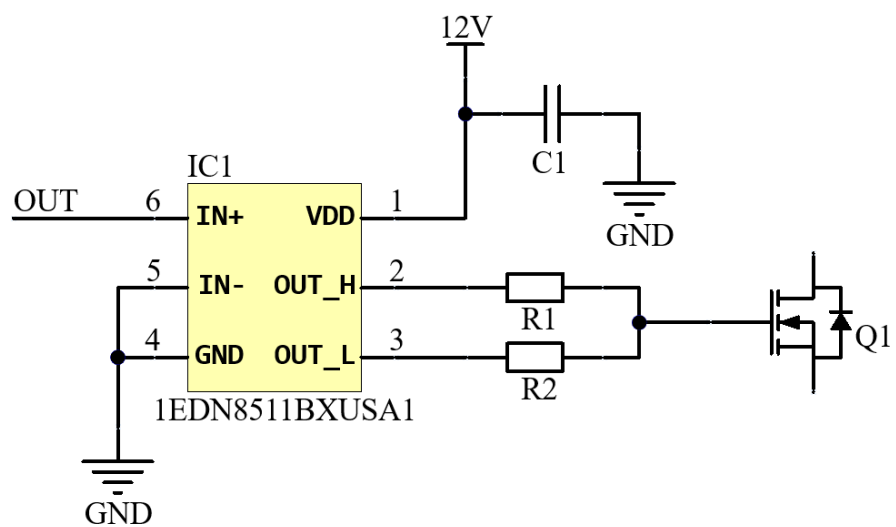 12V
C1
GND
IC1
OUT 6 IN+ VDD 1
5 IN- OUT_H 2
R1
4 GND OUT_L 3
R2
Q1
1EDN8511BXUSA1
GND